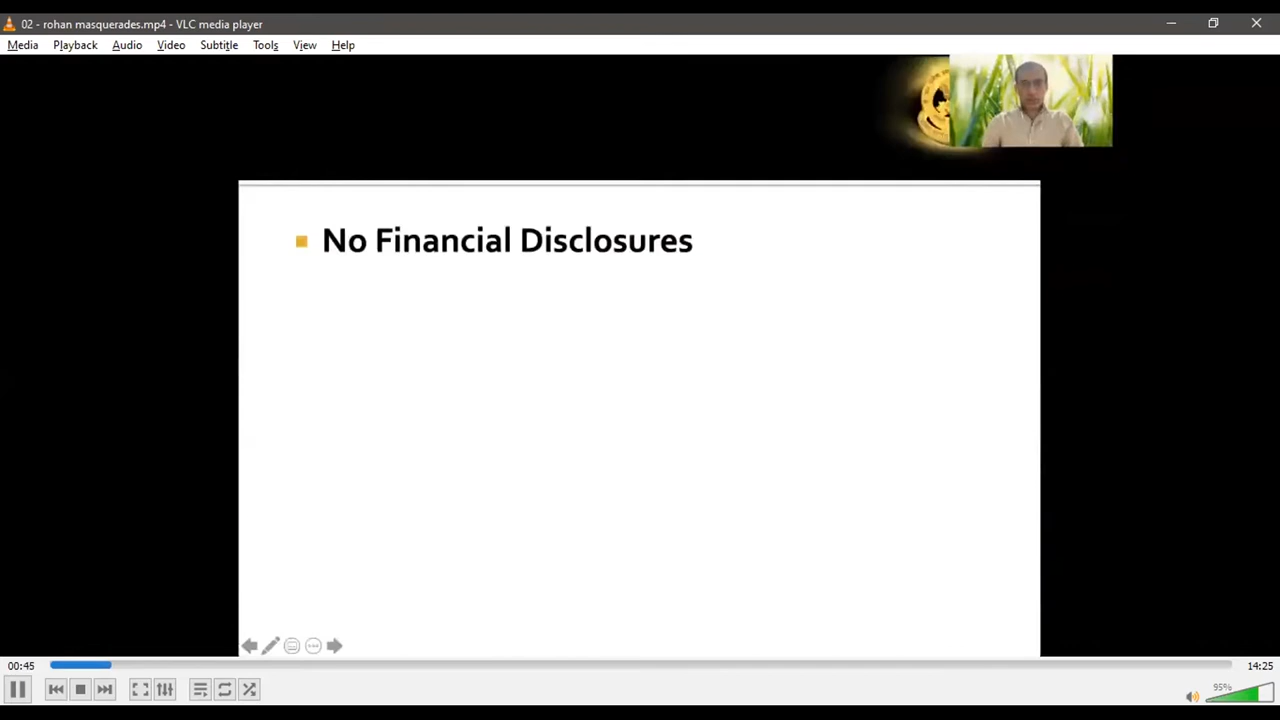 02 - rohan masquerades.mp4 - VLC media player
Media Playback Audio Video Subtitle Tools View Help
No Financial Disclosures
00:45
14:25
95%